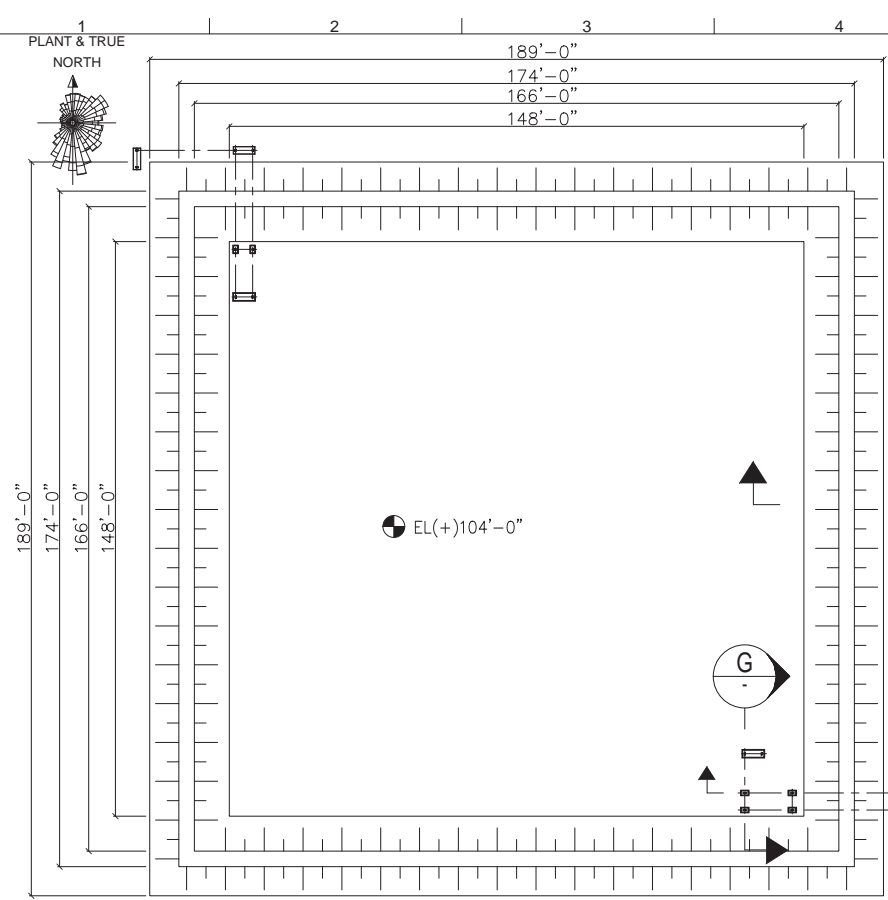 1 2 3 4
PLANT & TRUE
NORTH
189'-0"
174'-0"
166'-0"
148'-0"
189'-0"
174'-0"
166'-0"
148'-0"
EL(+)104'-0"
G
-